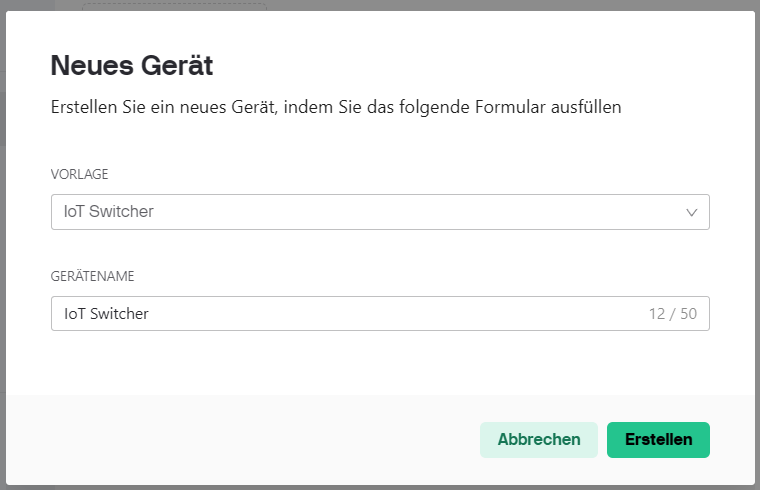 Neues Gerät
Erstellen Sie ein neues Gerät, indem Sie das folgende Formular ausfüllen
VORLAGE
IoT Switcher
GERÄTENAME
IoT Switcher 12 / 50
Abbrechen Erstellen